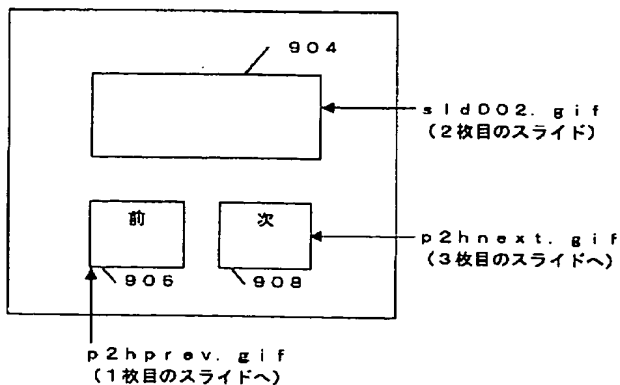 904
sldD02.gif
(2枚目のスライド)
前
次
p2hnext.gif
(3枚目のスライドへ)
906
908
p2hprev.gif
(1枚目のスライドへ)